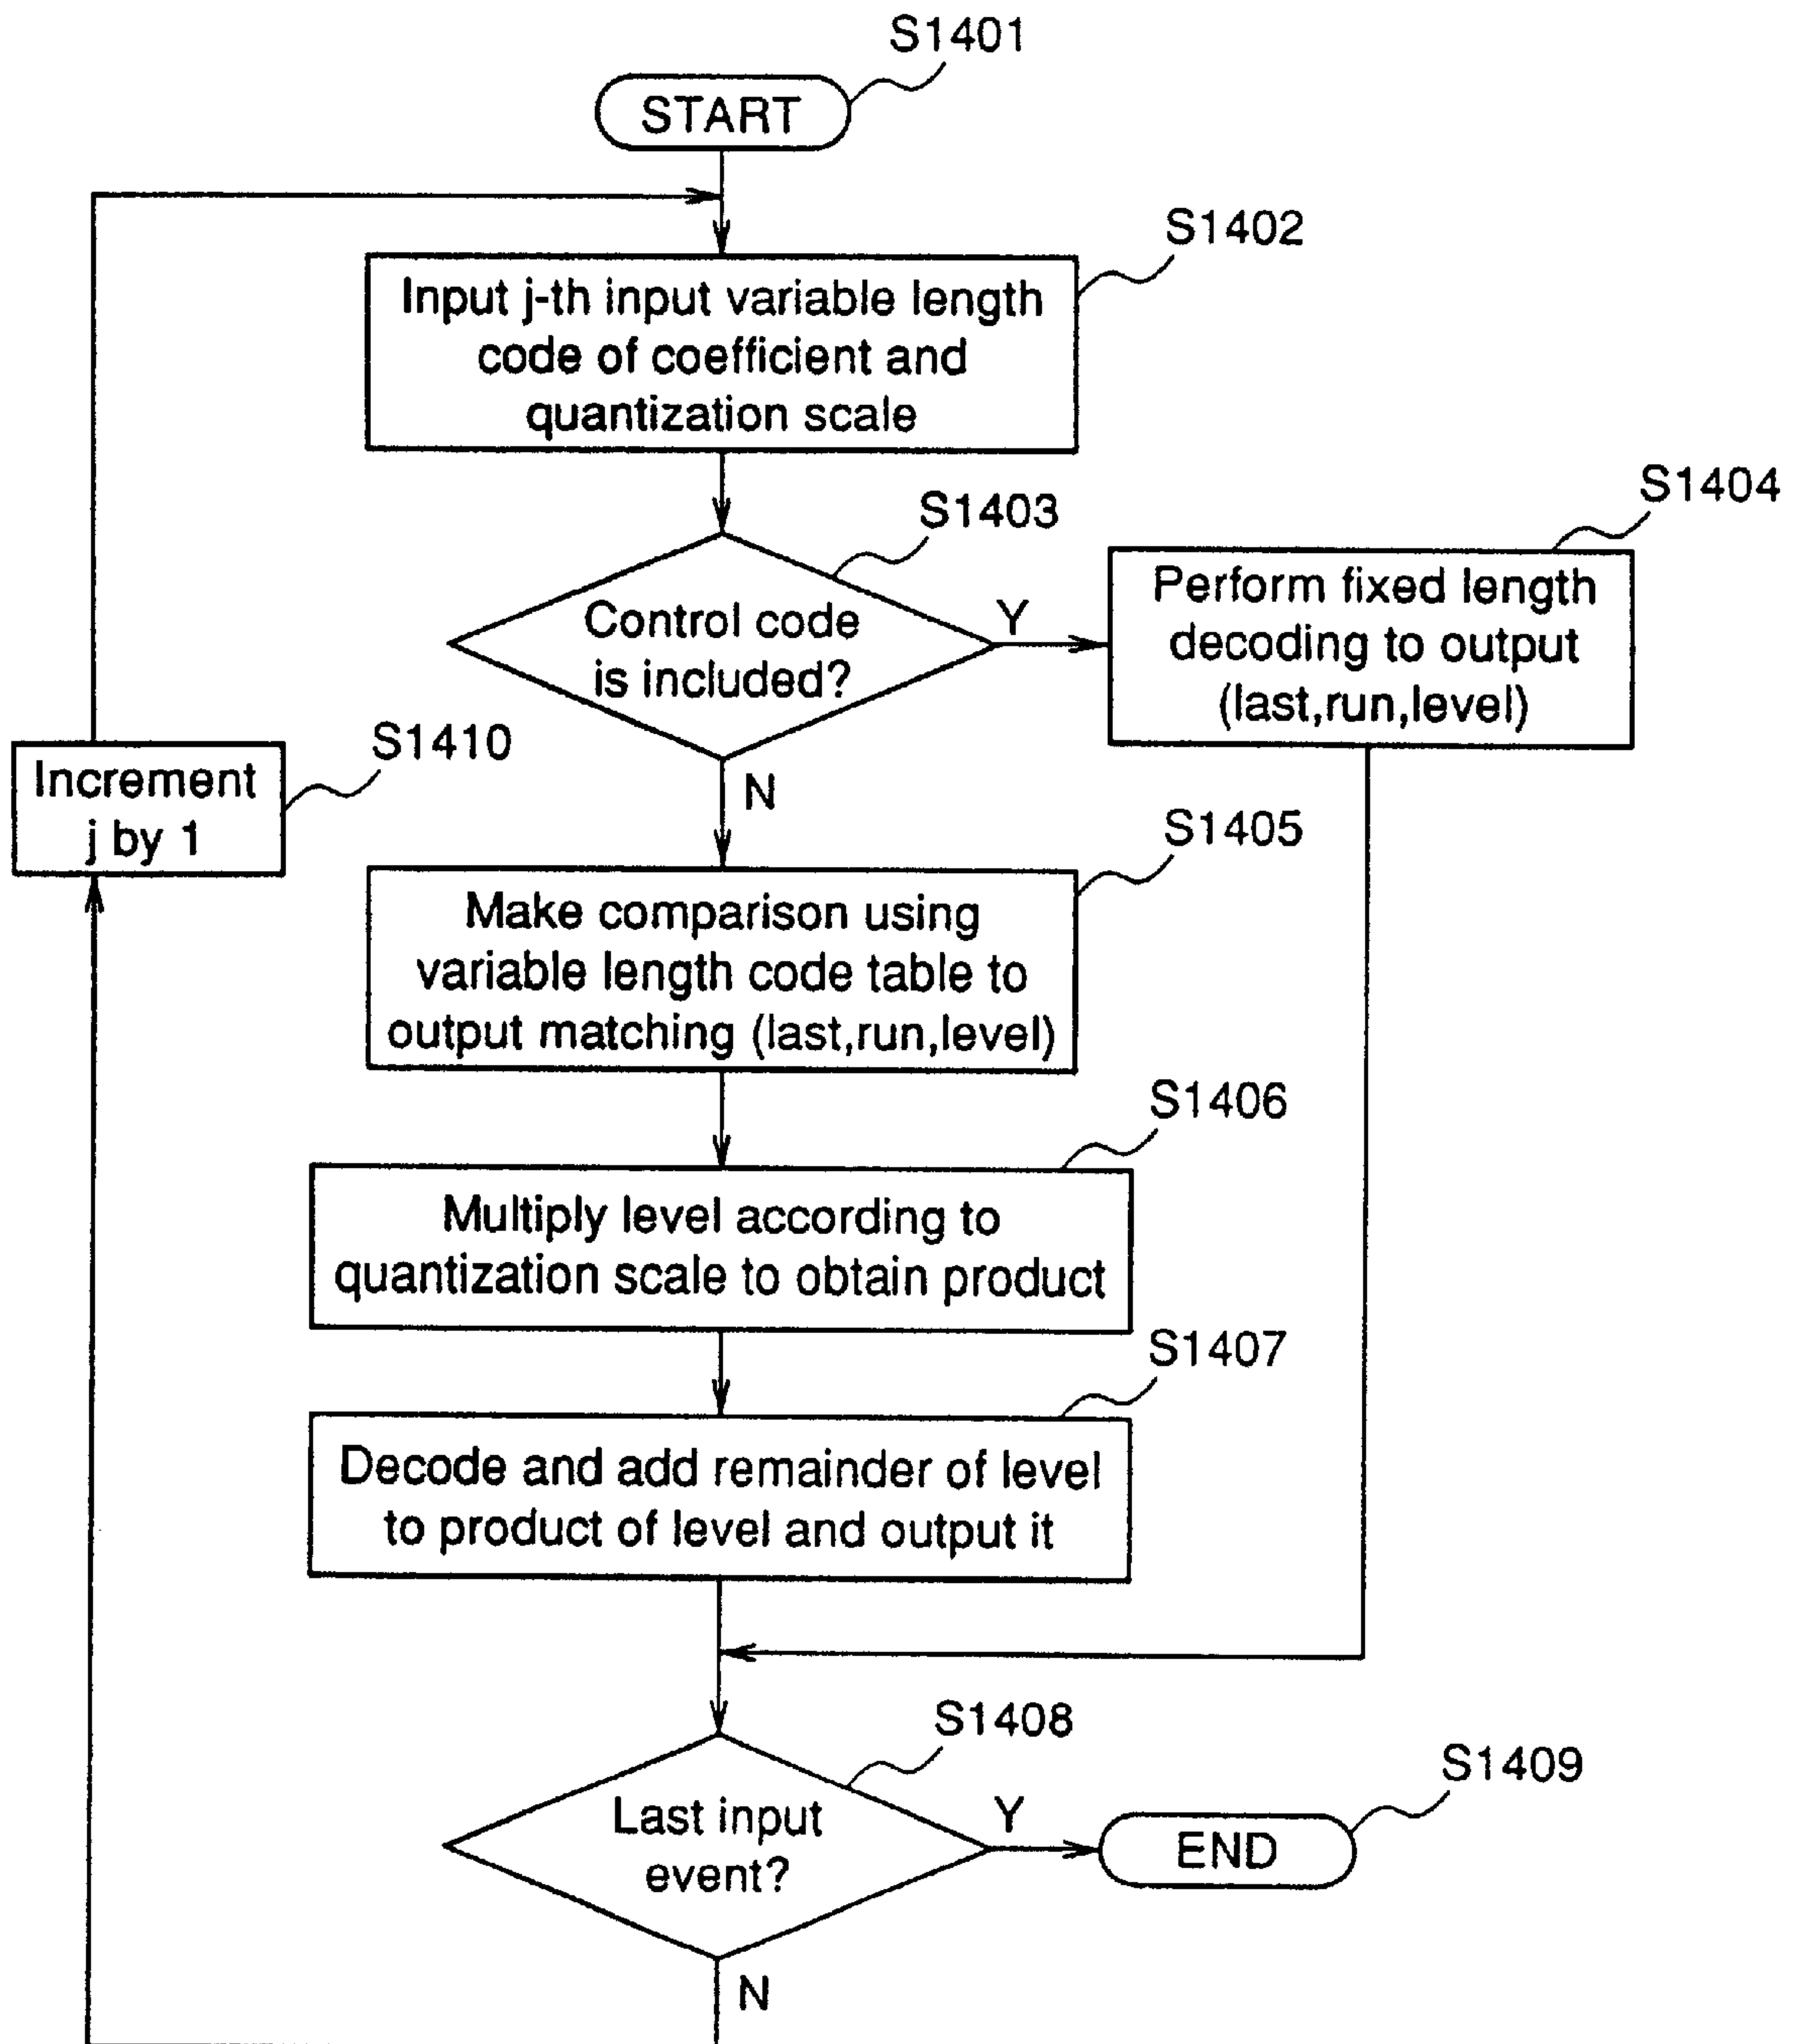 S1401
START
S1402
Input j-th input variable length
code of coefficient and
quantization scale
S1403
Control code
is included?
Y
S1404
Perform fixed length
decoding to output
(last,run,level)
N
S1410
Increment
j by 1
S1405
Make comparison using
variable length code table to
output matching (last,run,level)
S1406
Multiply level according to
quantization scale to obtain product
S1407
Decode and add remainder of level
to product of level and output it
S1408
Last input
event?
Y
S1409
END
N